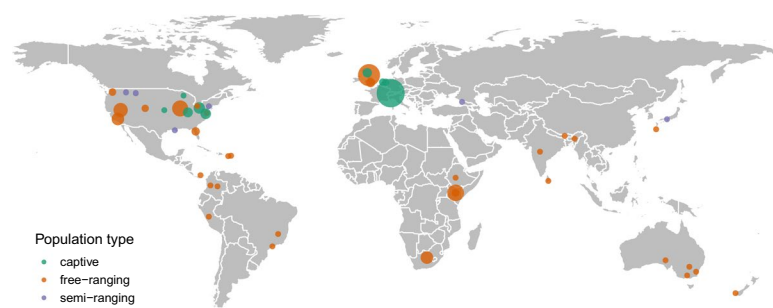 Population type
captive
free−ranging
semi−ranging